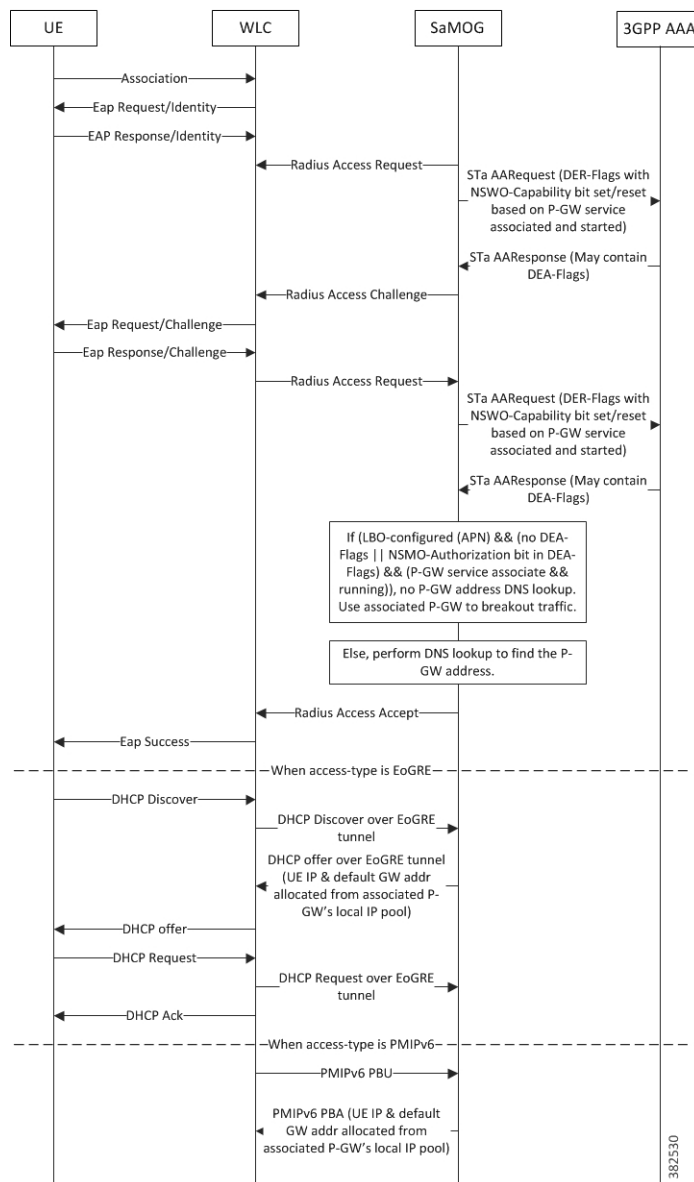 UE
WLC
SaMOG
3GPP AAA
Association
Eap Request/Identity
EAP Response/Identity
Radius Access Request
STa AARequest (DER-Flags with
NSWO-Capability bit set/reset
based on P-GW service
associated and started)
STa AAResponse (May contain
DEA-Flags)
Radius Access Challenge
Eap Request/Challenge
Eap Response/Challenge
Radius Access Request
STa AARequest (DER-Flags with
NSWO-Capability bit set/reset
based on P-GW service
associated and started)
STa AAResponse (May contain
DEA-Flags)
If (LBO-configured (APN) && (no DEA-
Flags || NSMO-Authorization bit in DEA-
Flags) && (P-GW service associate &&
running)), no P-GW address DNS lookup.
Use associated P-GW to breakout traffic.
Else, perform DNS lookup to find the P-
GW address.
Radius Access Accept
Eap Success
When access-type is EoGRE
DHCP Discover
DHCP Discover over EoGRE
tunnel
DHCP offer over EoGRE tunnel
(UE IP & default GW addr
allocated from associated P-
GW's local IP pool)
DHCP offer
DHCP Request
DHCP Request over EoGRE
tunnel
DHCP Ack
When access-type is PMIPv6
PMIPv6 PBU
PMIPv6 PBA (UE IP & default
GW addr allocated from
associated P-GW's local IP pool)
382530